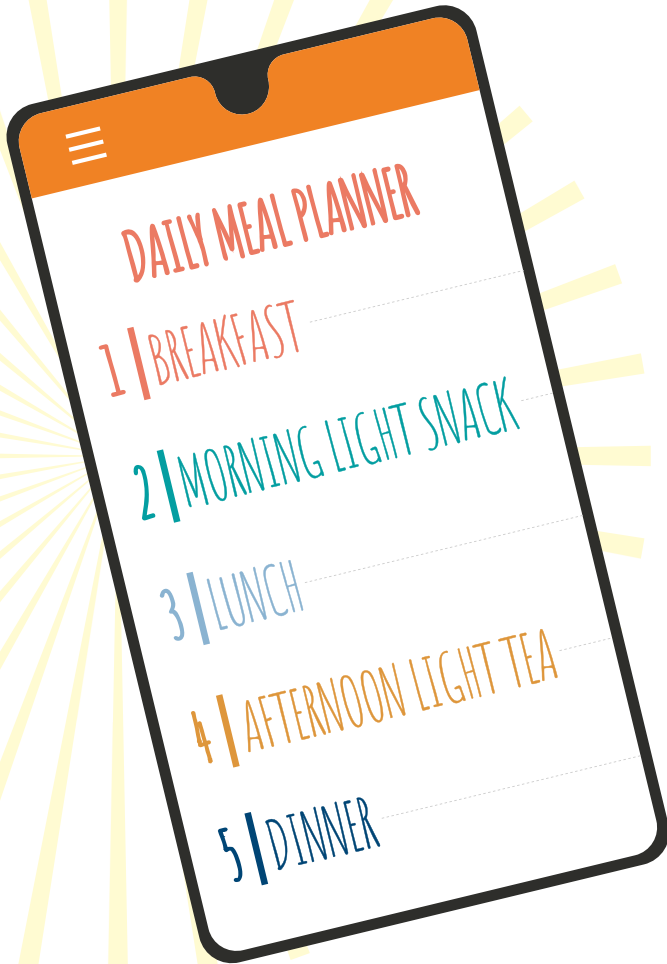 DAILY MEAL PLANNER
1 BREAKFAST
2 MORNING LIGHT SNACK
3 LUNCH
4 AFTERNOON LIGHT TEA
5 DINNER